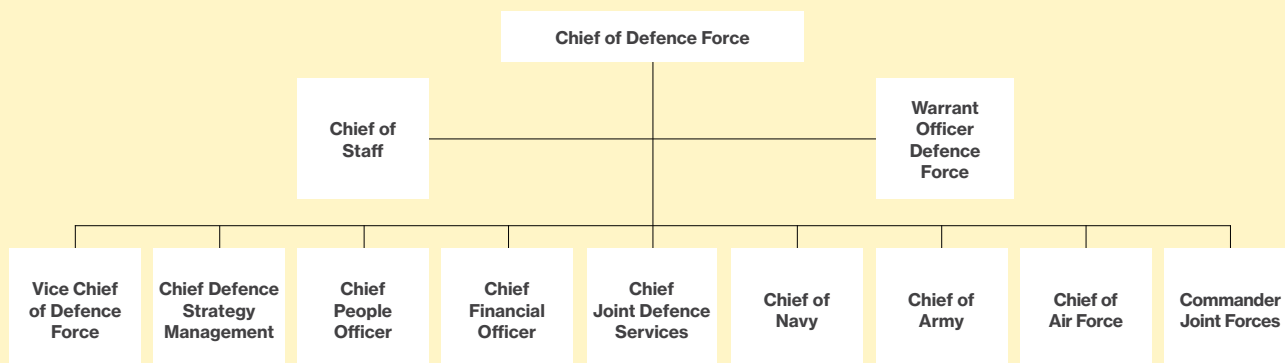 Chief of Defence Force
Chief of
Staff
Warrant
Officer
Defence
Force
Vice Chief
of Defence
Force
Chief Defence
Strategy
Management
Chief
People
Officer
Chief
Financial
Officer
Chief
Joint Defence
Services
Chief of
Navy
Chief of
Army
Chief of
Air Force
Commander
Joint Forces